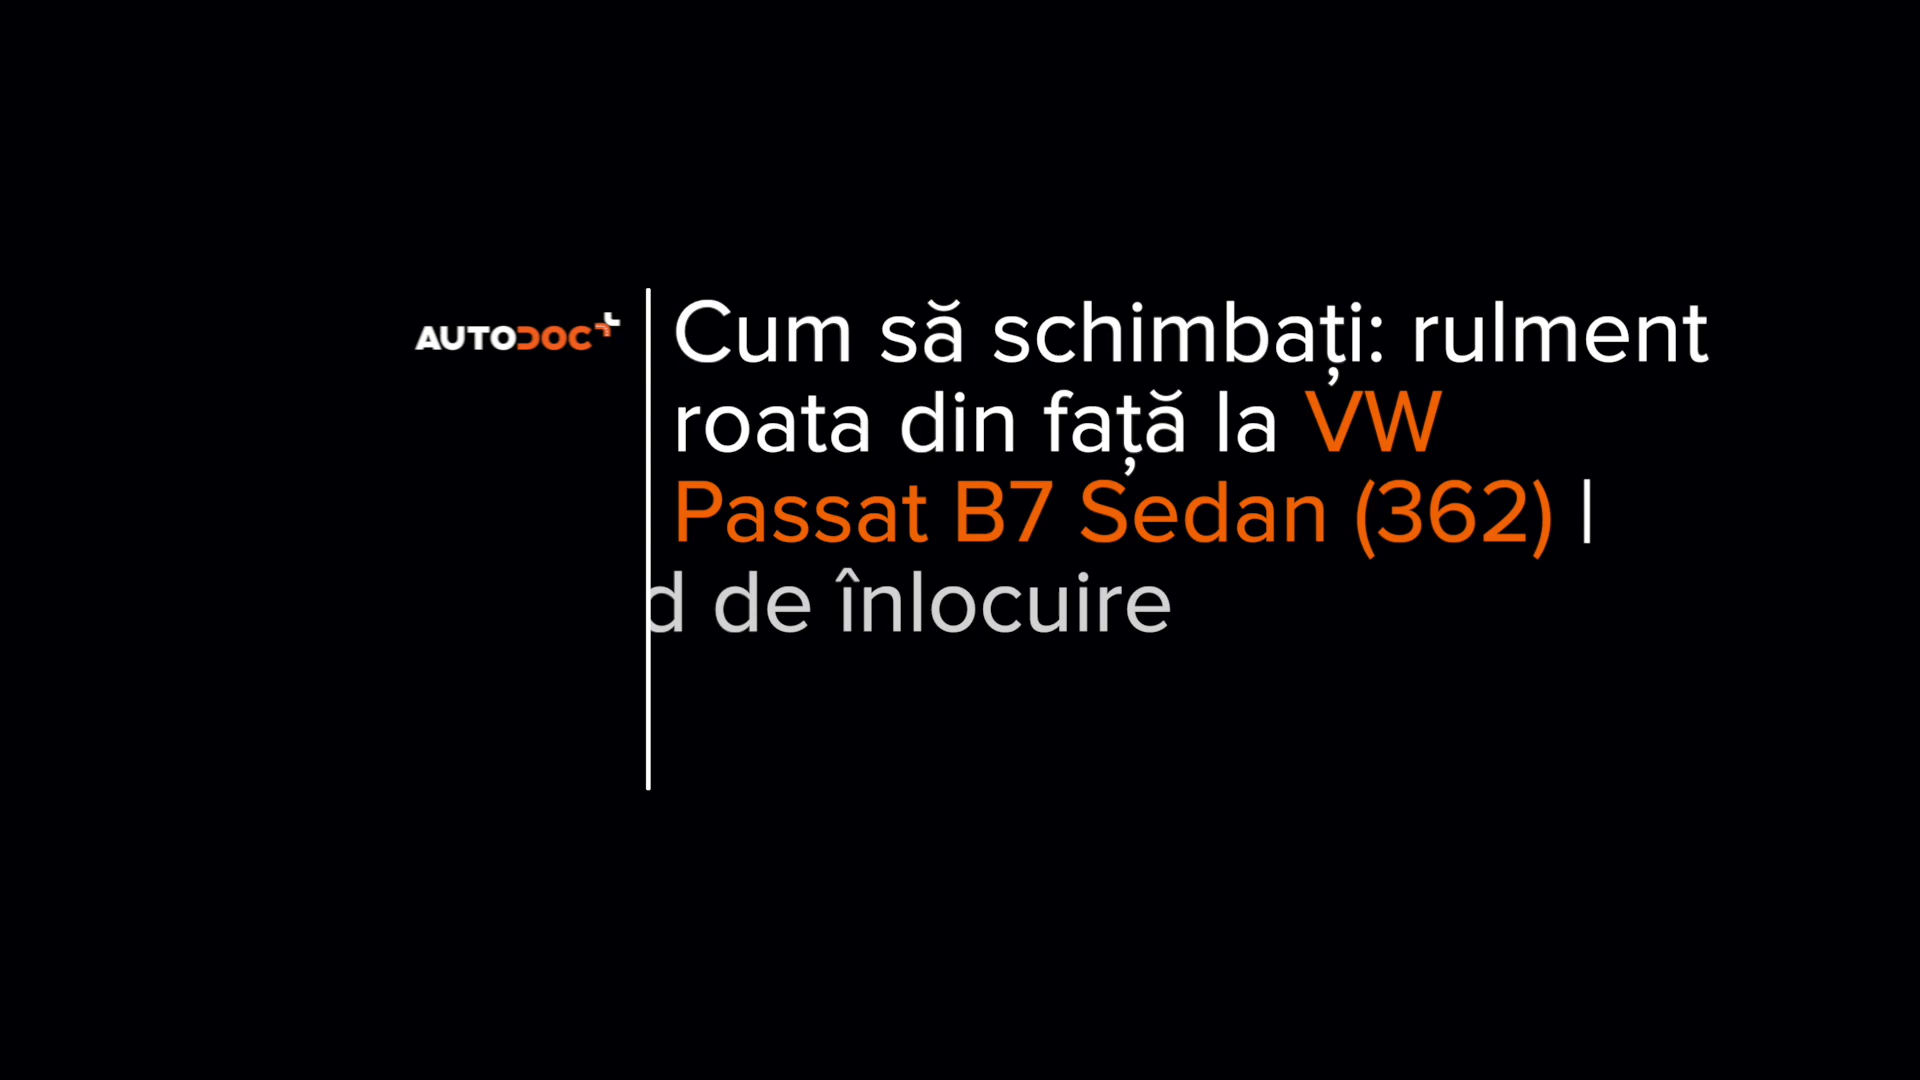 AUTODOC
Cum să schimbați: rulment
roata din față la VW
Passat B7 Sedan (362) |
de înlocuire